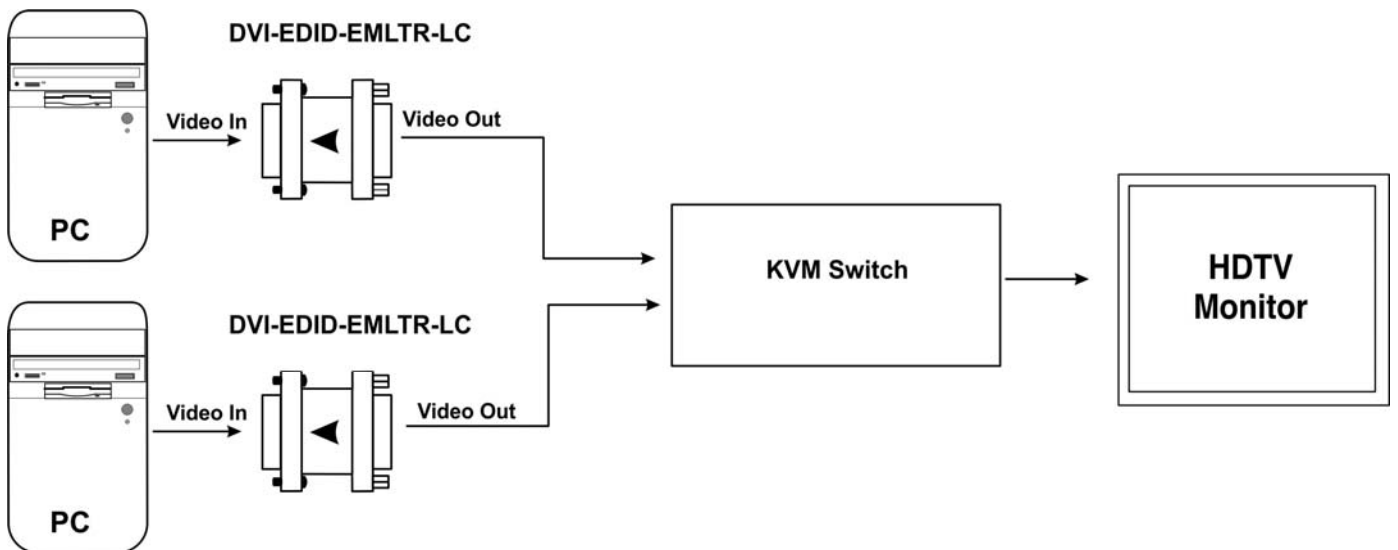 DVI-EDID-EMLTR-LC
Video In
Video Out
PC
KVM Switch
HDTV
Monitor
DVI-EDID-EMLTR-LC
Video In
Video Out
PC